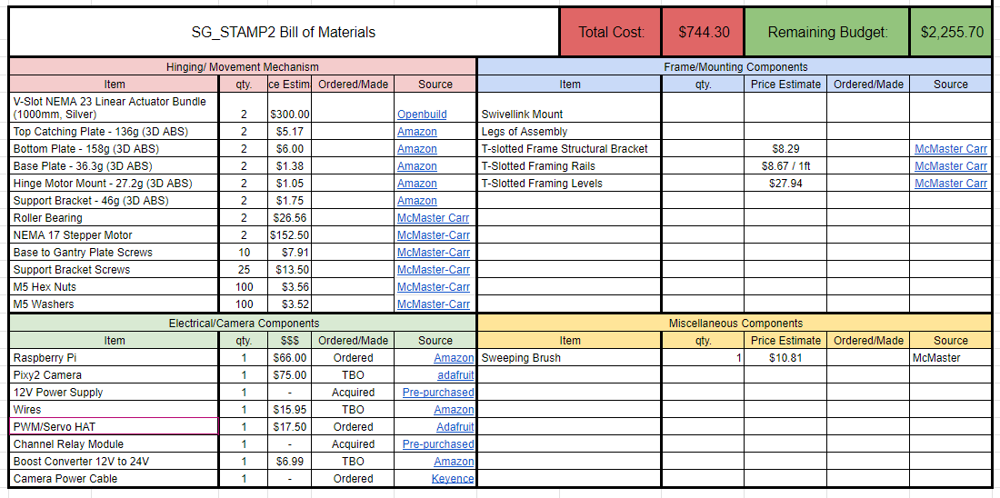 SG_STAMP2 Bill of Materials Total Cost: $744.30 Remaining Budget: $2,255.70
Hinging/ Movement Mechanism Frame/Mounting Components
Item qty. ce Estim Ordered/Made Source Item qty. Price Estimate Ordered/Made Source
V-Slot NEMA 23 Linear Actuator Bundle
(1000mm, Silver) 2 $300.00 Openbuild Swivellink Mount
Top Catching Plate - 136g (3D ABS) 2 $5.17 Amazon Legs of Assembly
Bottom Plate - 158g (3D ABS) 2 $6.00 Amazon T-slotted Frame Structural Bracket $8.29 McMaster Carr
Base Plate - 36.3g (3D ABS) 2 $1.38 Amazon T-Slotted Framing Rails $8.67 / 1ft McMaster Carr
Hinge Motor Mount - 27.2g (3D ABS) 2 $1.05 Amazon T-Slotted Framing Levels $27.94 McMaster Carr
Support Bracket - 46g (3D ABS) 2 $1.75 Amazon
Roller Bearing 2 $26.56 McMaster Carr
NEMA 17 Stepper Motor 2 $152.50 McMaster-Carr
Base to Gantry Plate Screws 10 $7.91 McMaster-Carr
Support Bracket Screws 25 $13.50 McMaster-Carr
M5 Hex Nuts 100 $3.56 McMaster-Carr
M5 Washers 100 $3.52 McMaster-Carr
Electrical/Camera Components Miscellaneous Components
Item qty. $$$ Ordered/Made Source Item qty. Price Estimate Ordered/Made Source
Raspberry Pi 1 $66.00 Ordered Amazon Sweeping Brush 1 $10.81 McMaster
Pixy2 Camera 1 $75.00 TBO adafruit
12V Power Supply 1 - Acquired Pre-purchased
Wires 1 $15.95 TBO Amazon
PWM/Servo HAT 1 $17.50 Ordered Adafruit
Channel Relay Module 1 - Acquired Pre-purchased
Boost Converter 12V to 24V 1 $6.99 TBO Amazon
Camera Power Cable 1 - Ordered Keyence